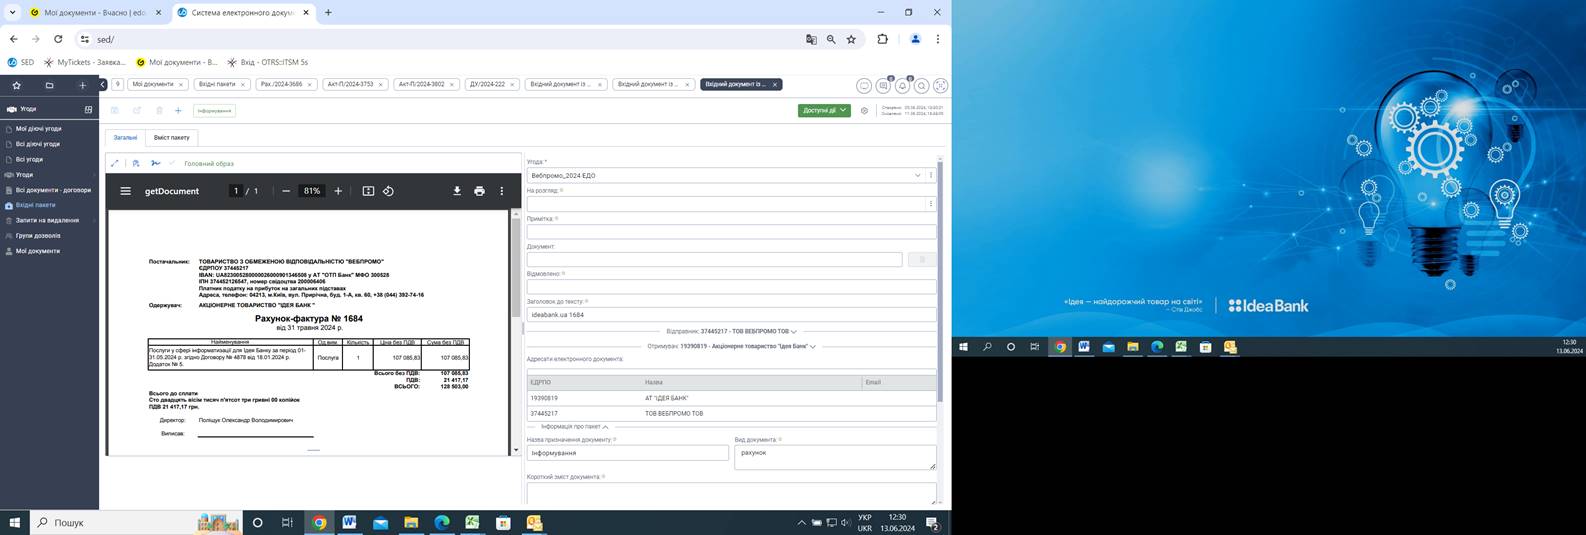 Мої документи - Вчасно | edo
Система електронного докум
sed/
SED
MyTickets - Заявка...
Мої документи - В...
Вхід - OTRS::ITSM 5s
9
Мої документи
Вхідні пакети
Рах./2024-3686
Акт-П/2024-3753
Акт-П/2024-3802
ДУ/2024-222
Вхідний документ із ...
Вхідний документ із ...
Вхідний документ із ...
Угоди
Інформування
Доступні дії
Мої діючі угоди
Всі діючі угоди
Всі угоди
Угоди
Всі документи - договори
Вхідні пакети
Запити на видалення
Групи дозволів
Мої документи
Загальні
Вміст пакету
Головний образ
getDocument
1 / 1
81%
Постачальник: ТОВАРИСТВО З ОБМЕЖЕНОЮ ВІДПОВІДАЛЬНІСТЮ "ВЕБПРОМО"
ЄДРПОУ 37445217
у АТ "ОТП Банк" МФО 300528
ІПН 374452126547, номер свідоцтва 200006406
Платник податку на прибуток на загальних підставах
Адреса, телефон: 04213, м.Київ, вул. Прирічна, буд. 1-А, кв. 60, +38 (044) 392-74-16
Одержувач: АКЦІОНЕРНЕ ТОВАРИСТВО "ІДЕЯ БАНК "
Рахунок-фактура № 1684
від 31 травня 2024 р.
Найменування Од.вим Кількість Ціна без ПДВ Сума без ПДВ
Послуги у сфері інформатизації для Ідея Банку за період 01-
31.05.2024 р. згідно Договору № 4878 від 18.01.2024 р.
Додаток № 5.
Послуга 1 107 085,83 107 085,83
Всього без ПДВ: 107 085,83
ПДВ: 21 417,17
ВСЬОГО: 128 503,00
Всього до сплати
Сто двадцять вісім тисяч п'ятсот три гривні 00 копійок
ПДВ 21 417,17 грн.
Директор: Поліщук Олександр Володимирович
Виписав:
Угода: *
Вебпромо_2024 ЕДО
На розгляд:
Примітка:
Документ:
Відмовлено:
Заголовок до тексту:
ideabank.ua 1684
Відправник: 37445217 - ТОВ ВЕБПРОМО ТОВ
Отримувач: 19390819 - Акціонерне товариство "Ідея Банк"
Адресати електронного документа:
ЄДРПО Назва Email
19390819 АТ "ІДЕЯ БАНК"
37445217 ТОВ ВЕБПРОМО ТОВ
Інформація про пакет
Назва призначення документу:
Вид документа:
Інформування
рахунок
Короткий зміст документа:
Пошук
УКР
UKR
12:30
13.06.2024
2
«Ідея — найдорожчий товар на світі»
– Стів Джобс
IdeaBank
12:30
13.06.2024